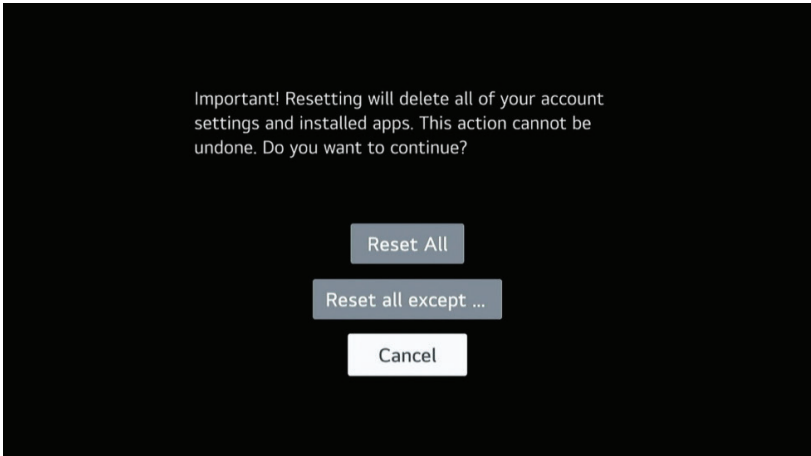 Important! Resetting will delete all of your account
settings and installed apps. This action cannot be
undone. Do you want to continue?
Reset All
Reset all except ...
Cancel